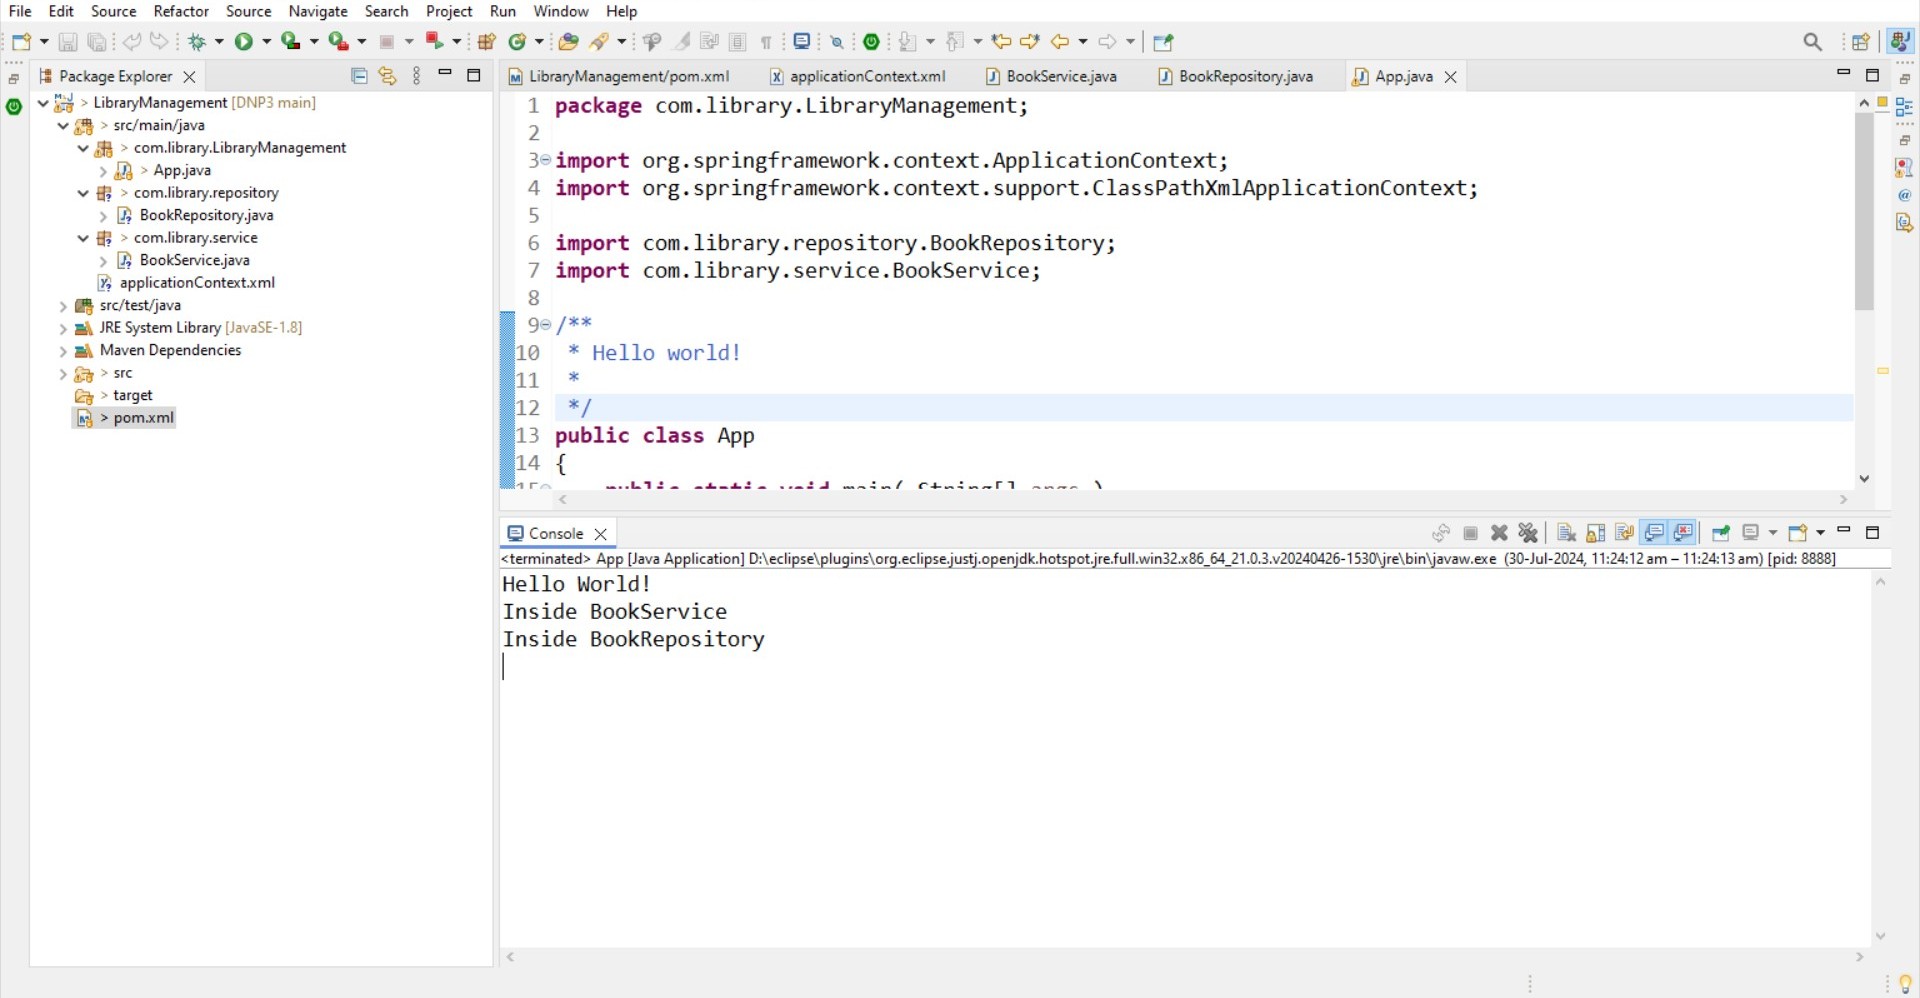 File Edit Source Refactor Source Navigate Search Project Run Window Help
Package Explorer
LibraryManagement [DNP3 main]
src/main/java
com.library.LibraryManagement
App.java
com.library.repository
BookRepository.java
com.library.service
BookService.java
applicationContext.xml
src/test/java
JRE System Library [JavaSE-1.8]
Maven Dependencies
src
target
pom.xml
LibraryManagement/pom.xml applicationContext.xml BookService.java BookRepository.java App.java
1 package com.library.LibraryManagement;
2
3 import org.springframework.context.ApplicationContext;
4 import org.springframework.context.support.ClassPathXmlApplicationContext;
5
6 import com.library.repository.BookRepository;
7 import com.library.service.BookService;
8
9 /**
10 * Hello world!
11 *
12 */
13 public class App
14 {
15 public static void main( String[] args )
Console
<terminated> App [Java Application] D:\eclipse\plugins\org.eclipse.justj.openjdk.hotspot.jre.full.win32.x86_64_21.0.3.v20240426-1530\jre\bin\javaw.exe (30-Jul-2024, 11:24:12 am – 11:24:13 am) [pid: 8888]
Hello World!
Inside BookService
Inside BookRepository